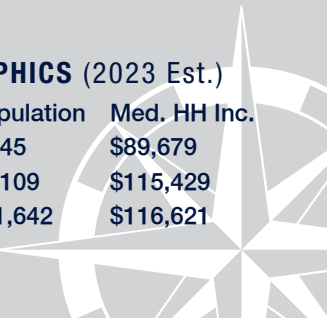 PHICS (2023 Est.)
pulation Med. HH Inc.
45 $89,679
109 $115,429
1,642 $116,621